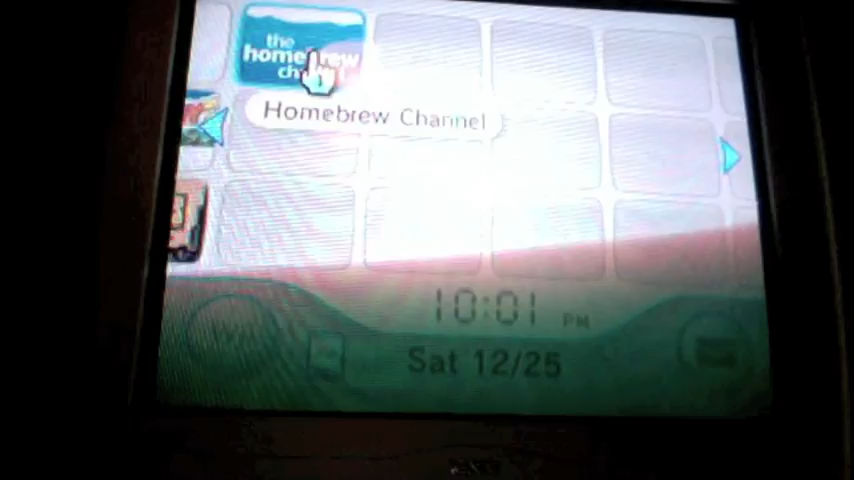 the
homebrew
channel
Homebrew Channel
10:01 PM
Sat 12/25